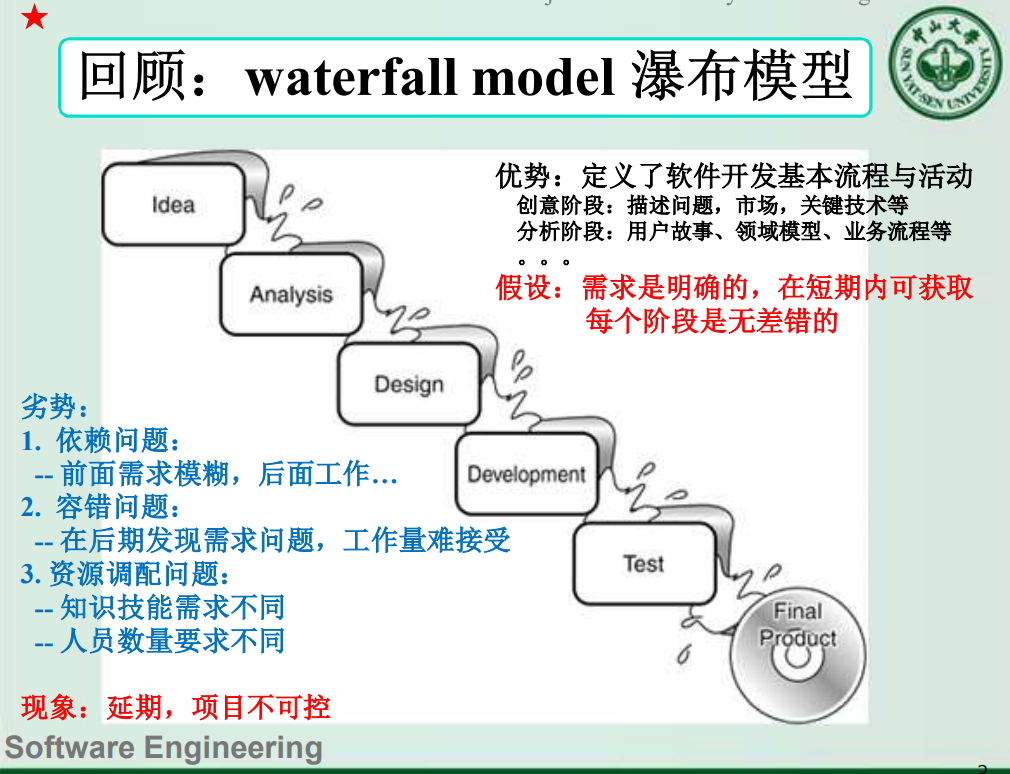 回顾：waterfall model 瀑布模型
中山大学
SUN YAT-SEN UNIVERSITY
Idea
Analysis
Design
Development
Test
Final
Product
优势：定义了软件开发基本流程与活动
创意阶段：描述问题，市场，关键技术等
分析阶段：用户故事、领域模型、业务流程等
。。。
假设：需求是明确的，在短期内可获取
每个阶段是无差错的
劣势：
1. 依赖问题：
-- 前面需求模糊，后面工作…
2. 容错问题：
-- 在后期发现需求问题，工作量难接受
3. 资源调配问题：
-- 知识技能需求不同
-- 人员数量要求不同
现象：延期，项目不可控
Software Engineering